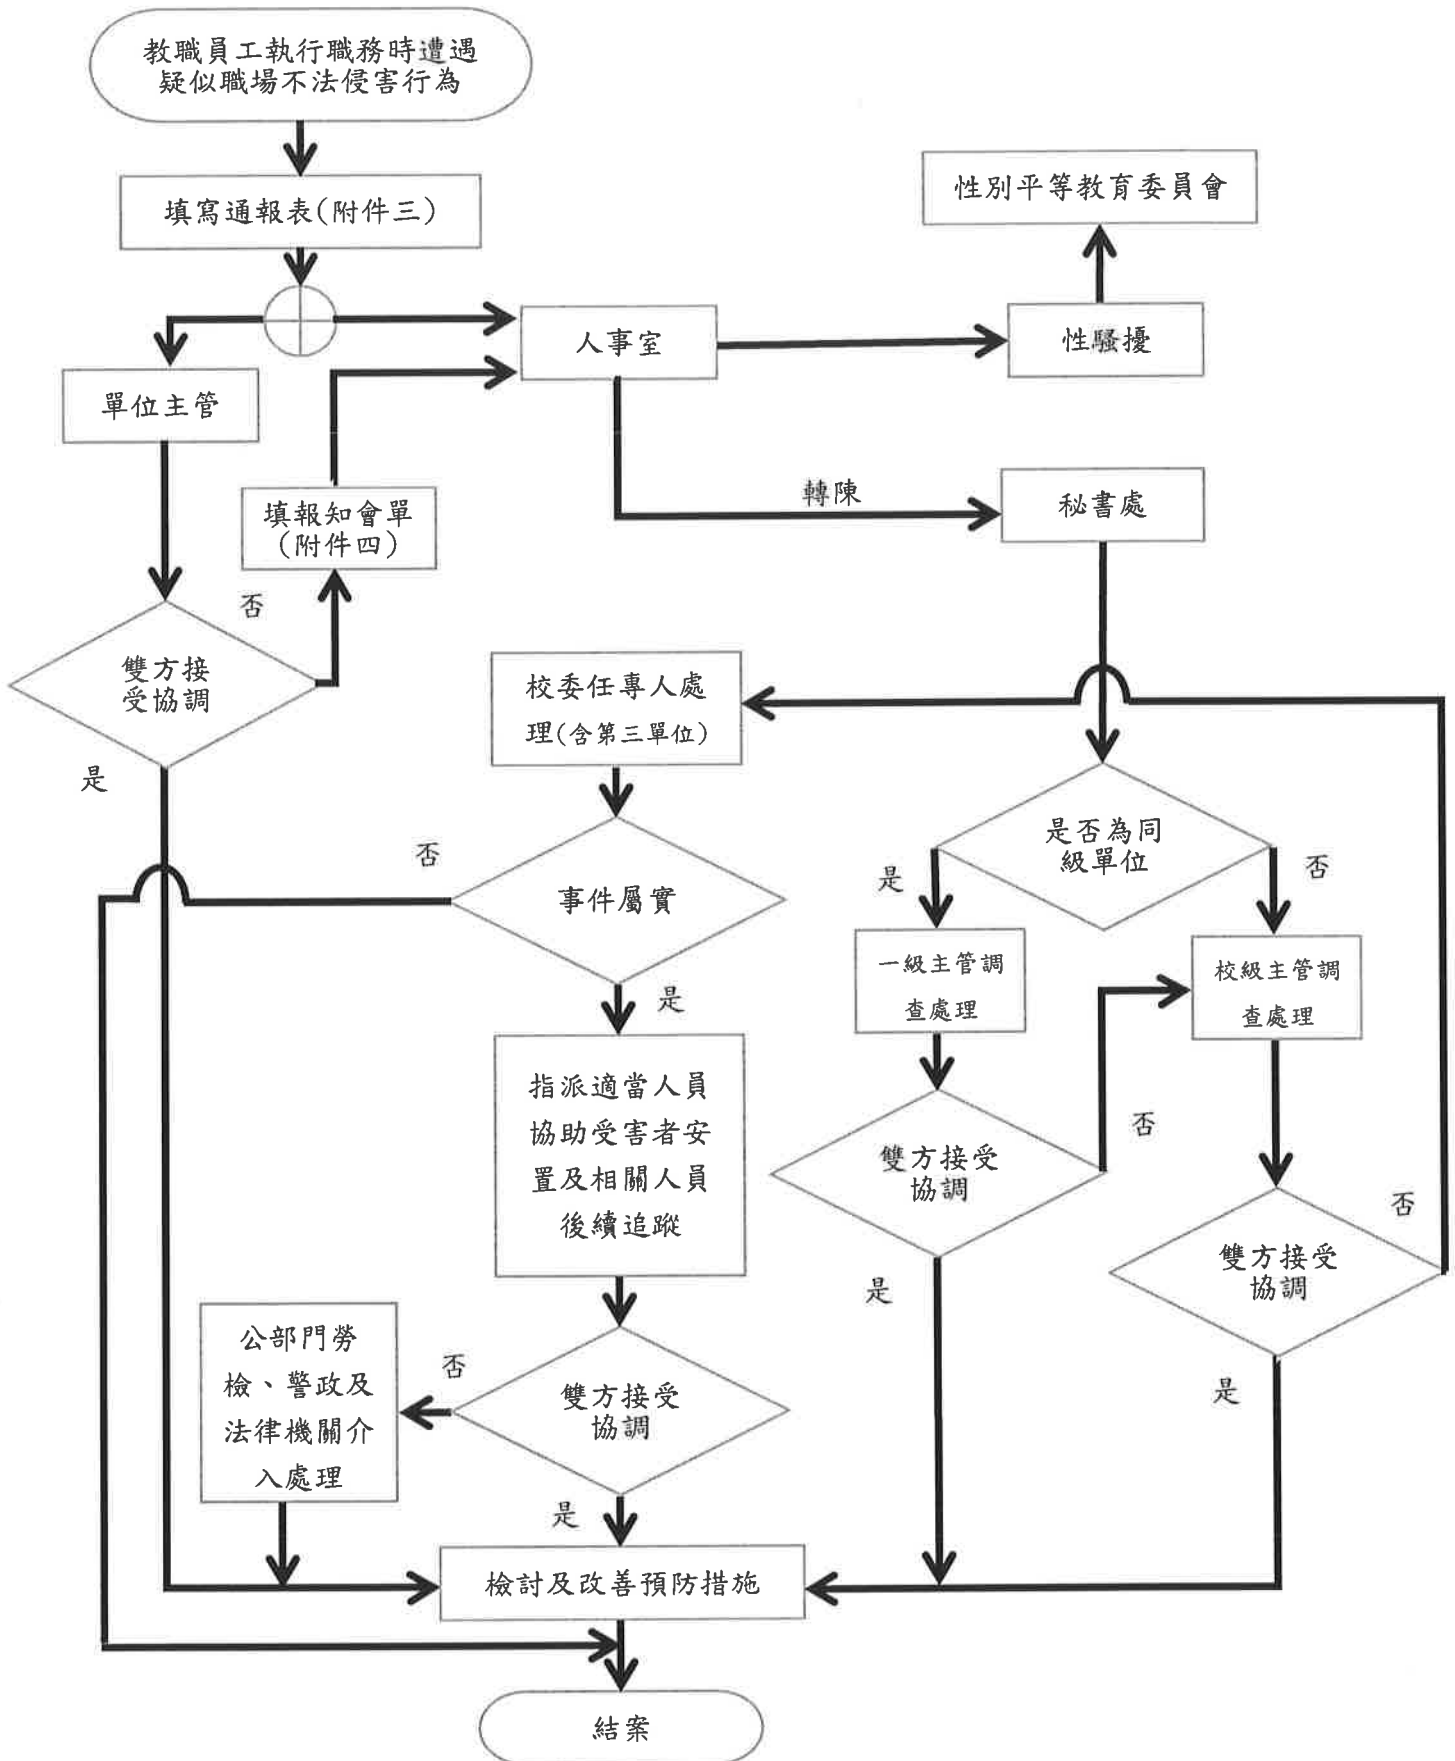 教職員工執行職務時遭遇
疑似職場不法侵害行為
填寫通報表(附件三)
性別平等教育委員會
人事室
性騷擾
單位主管
填報知會單
(附件四)
轉陳
秘書處
否
雙方接
受協調
是
校委任專人處
理(含第三單位)
是否為同
級單位
否
事件屬實
是
否
一級主管調
查處理
校級主管調
查處理
是
指派適當人員
協助受害者安
置及相關人員
後續追蹤
否
雙方接受
協調
是
否
雙方接受
協調
是
公部門勞
檢、警政及
法律機關介
入處理
否
雙方接受
協調
是
檢討及改善預防措施
結案